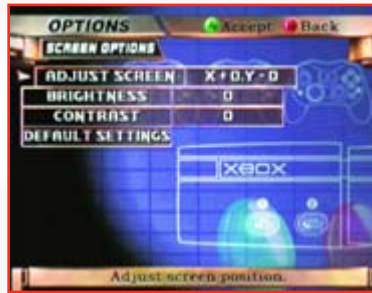 OPTIONS
Accept Back
SCREEN OPTIONS
ADJUST SCREEN X+0,Y-0
BRIGHTNESS 0
CONTRAST 0
DEFAULT SETTINGS
XBOX
Adjust screen position.